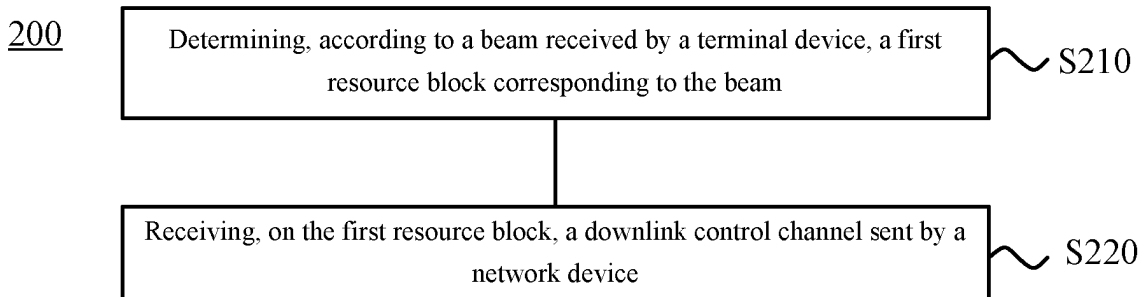 200
Determining, according to a beam received by a terminal device, a first
resource block corresponding to the beam
S210
Receiving, on the first resource block, a downlink control channel sent by a
network device
S220